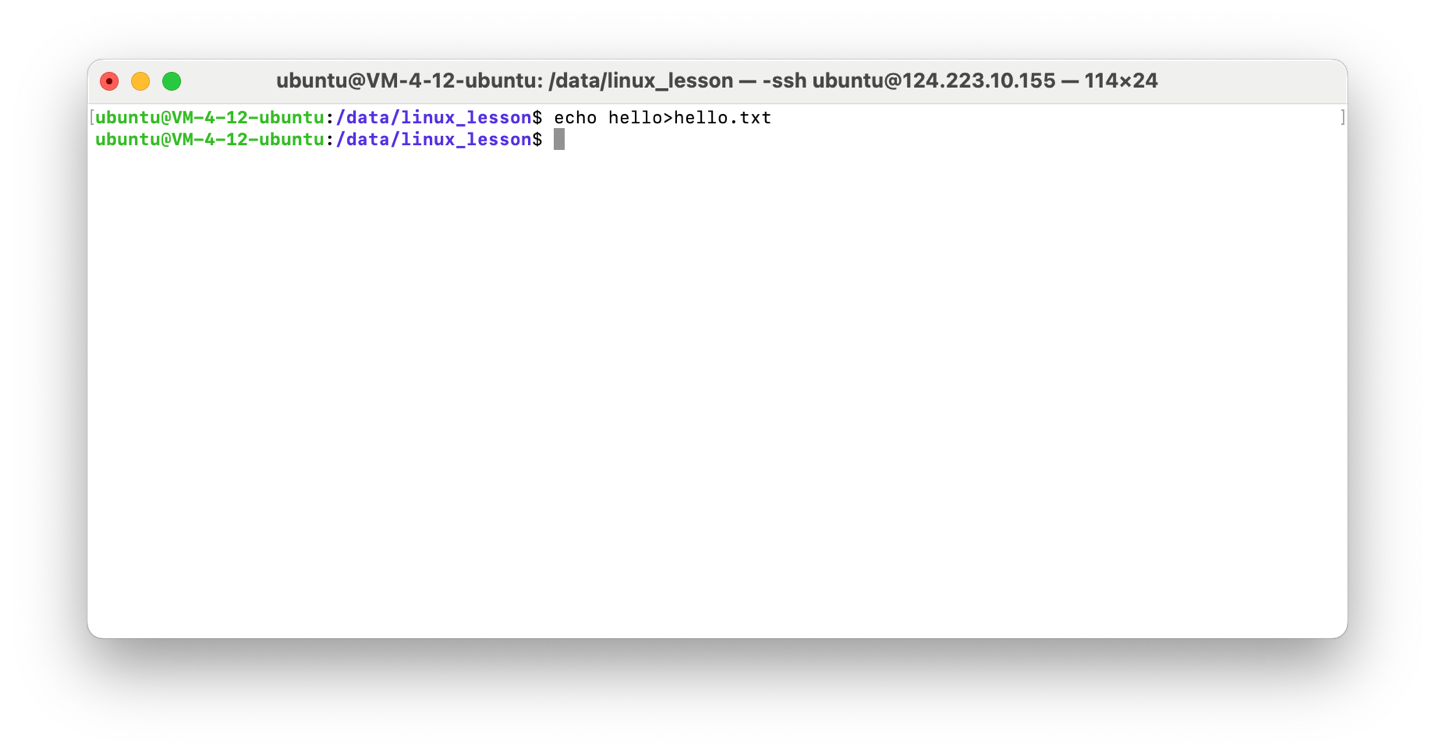 ubuntu@VM-4-12-ubuntu: /data/linux_lesson — -ssh ubuntu@124.223.10.155 — 114×24
[ubuntu@VM-4-12-ubuntu:/data/linux_lesson$ echo hello>hello.txt ]
ubuntu@VM-4-12-ubuntu:/data/linux_lesson$